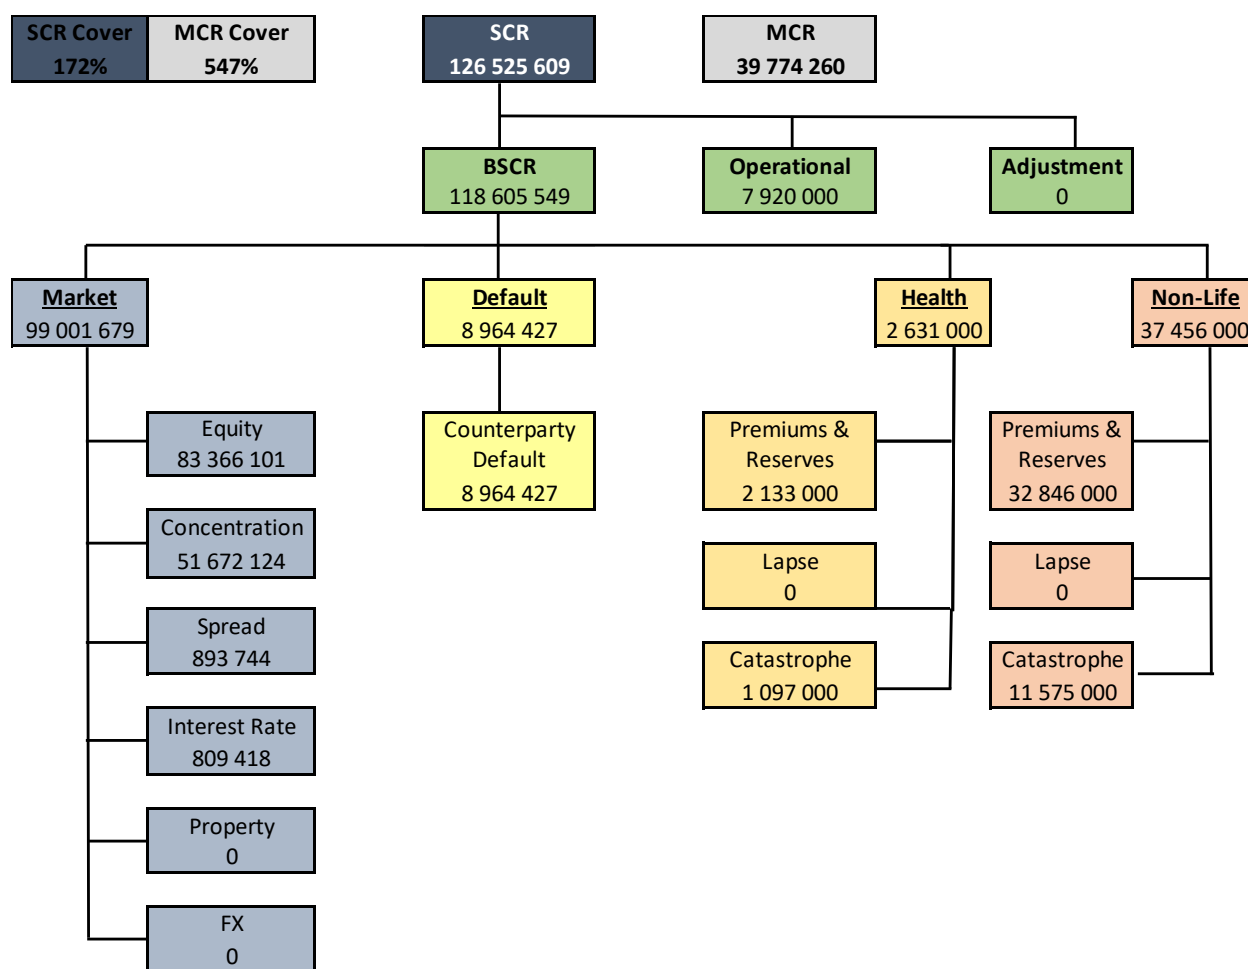 SCR Cover
172%
MCR Cover
547%
SCR
126 525 609
MCR
39 774 260
BSCR
118 605 549
Operational
7 920 000
Adjustment
0
Market
99 001 679
Default
8 964 427
Health
2 631 000
Non-Life
37 456 000
Equity
83 366 101
Concentration
51 672 124
Spread
893 744
Interest Rate
809 418
Property
0
FX
0
Counterparty
Default
8 964 427
Premiums &
Reserves
2 133 000
Lapse
0
Catastrophe
1 097 000
Premiums &
Reserves
32 846 000
Lapse
0
Catastrophe
11 575 000